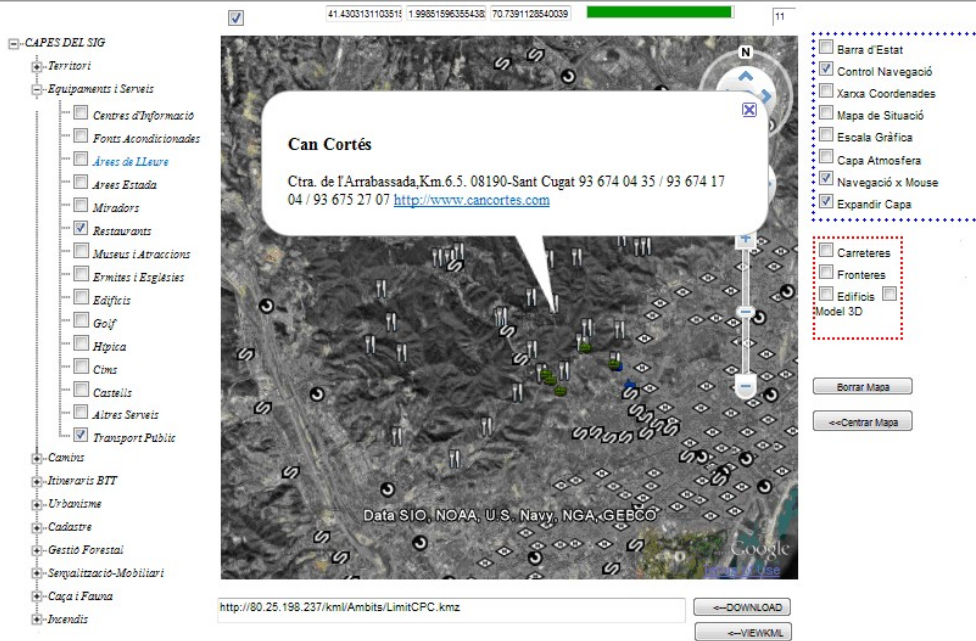 41.4303131103515 1.99851596355438 70.7391128540039 11
CAPES DEL SIG
Territori
Equipaments i Serveis
Centres d'Informació
Fonts Acondicionades
Àrees de LLeure
Arees Estada
Miradors
Restaurants
Museus i Atraccions
Ermites i Esglésies
Edificis
Golf
Hípica
Cims
Castells
Altres Serveis
Transport Públic
Camins
Itineraris BTT
Urbanisme
Cadastre
Gestió Forestal
Senyalització-Mobiliari
Caça i Fauna
Incendis
N
Can Cortés
Ctra. de l'Arrabassada,Km.6.5. 08190-Sant Cugat 93 674 04 35 / 93 674 17
04 / 93 675 27 07 http://www.cancortes.com
Data SIO, NOAA, U.S. Navy, NGA, GEBCO
Google
Terms of Use
Barra d'Estat
Control Navegació
Xarxa Coordenades
Mapa de Situació
Escala Gràfica
Capa Atmosfera
Navegació x Mouse
Expandir Capa
Carreteres
Fronteres
Edificis
Model 3D
Borrar Mapa
<<Centrar Mapa
http://80.25.198.237/kml/Ambits/LimitCPC.kmz
<--DOWNLOAD
<--VIEWKML